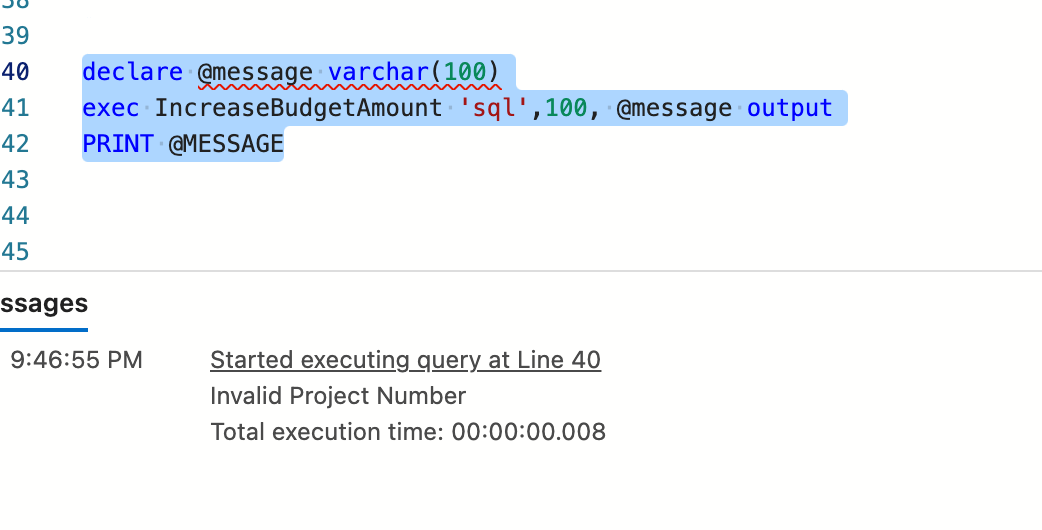 38
39
40 declare @message varchar(100)
41 exec IncreaseBudgetAmount 'sql',100, @message output
42 PRINT @MESSAGE
43
44
45
ssages
9:46:55 PM Started executing query at Line 40
Invalid Project Number
Total execution time: 00:00:00.008